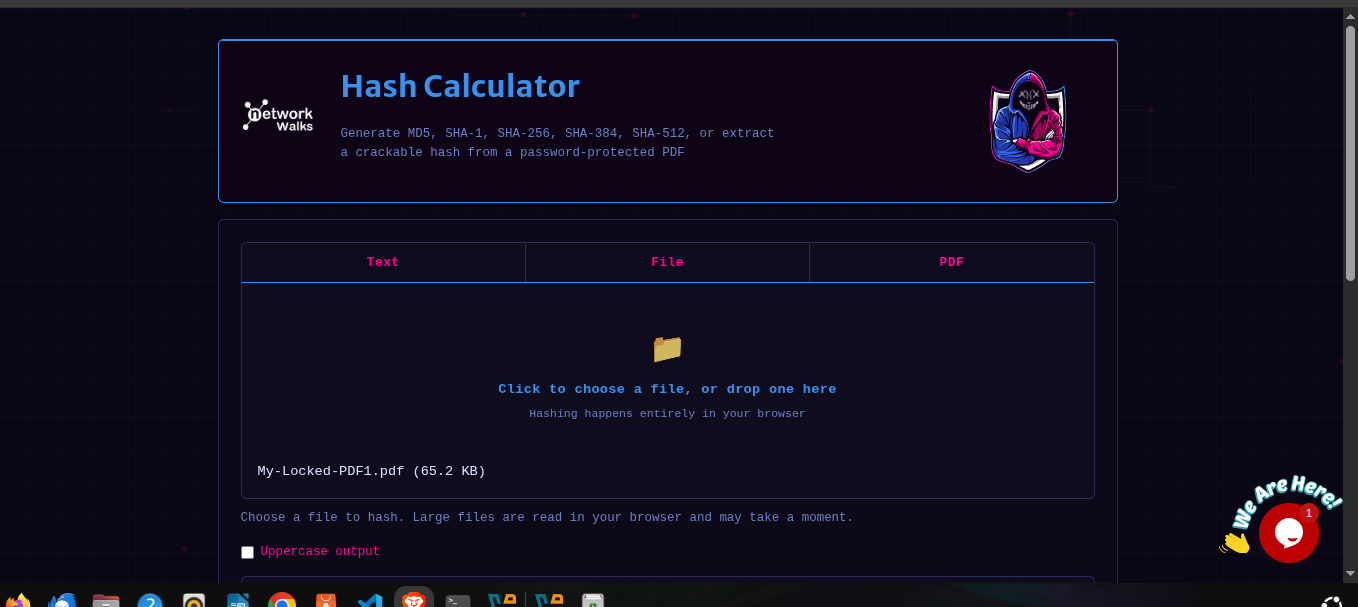 network
Walks
Hash Calculator
Generate MD5, SHA-1, SHA-256, SHA-384, SHA-512, or extract
a crackable hash from a password-protected PDF
Text
File
PDF
Click to choose a file, or drop one here
Hashing happens entirely in your browser
My-Locked-PDF1.pdf (65.2 KB)
Choose a file to hash. Large files are read in your browser and may take a moment.
Uppercase output
We Are Here!
1